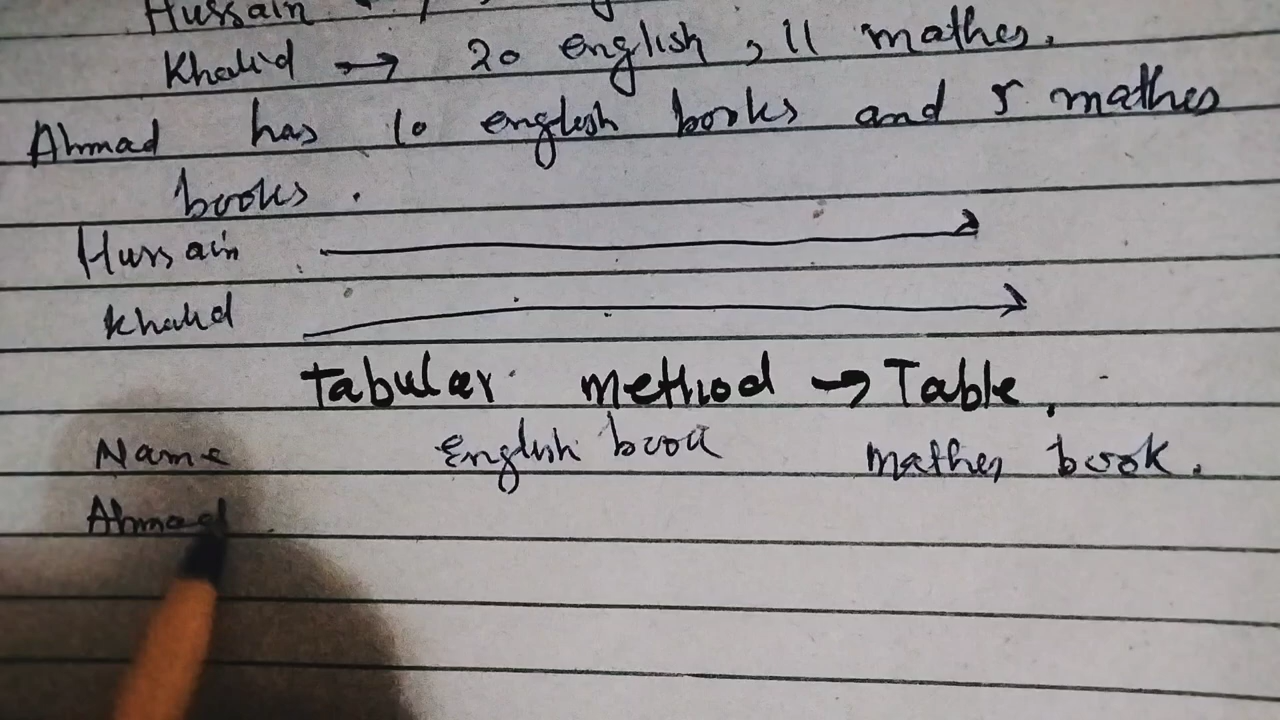 Hussain
Khalid → 20 english , 11 mathes.
Ahmad has 10 english books and 5 mathes
books .
Hussain →
Khalid →
Tabular method → Table .
Name English book mathes book .
Ahmad